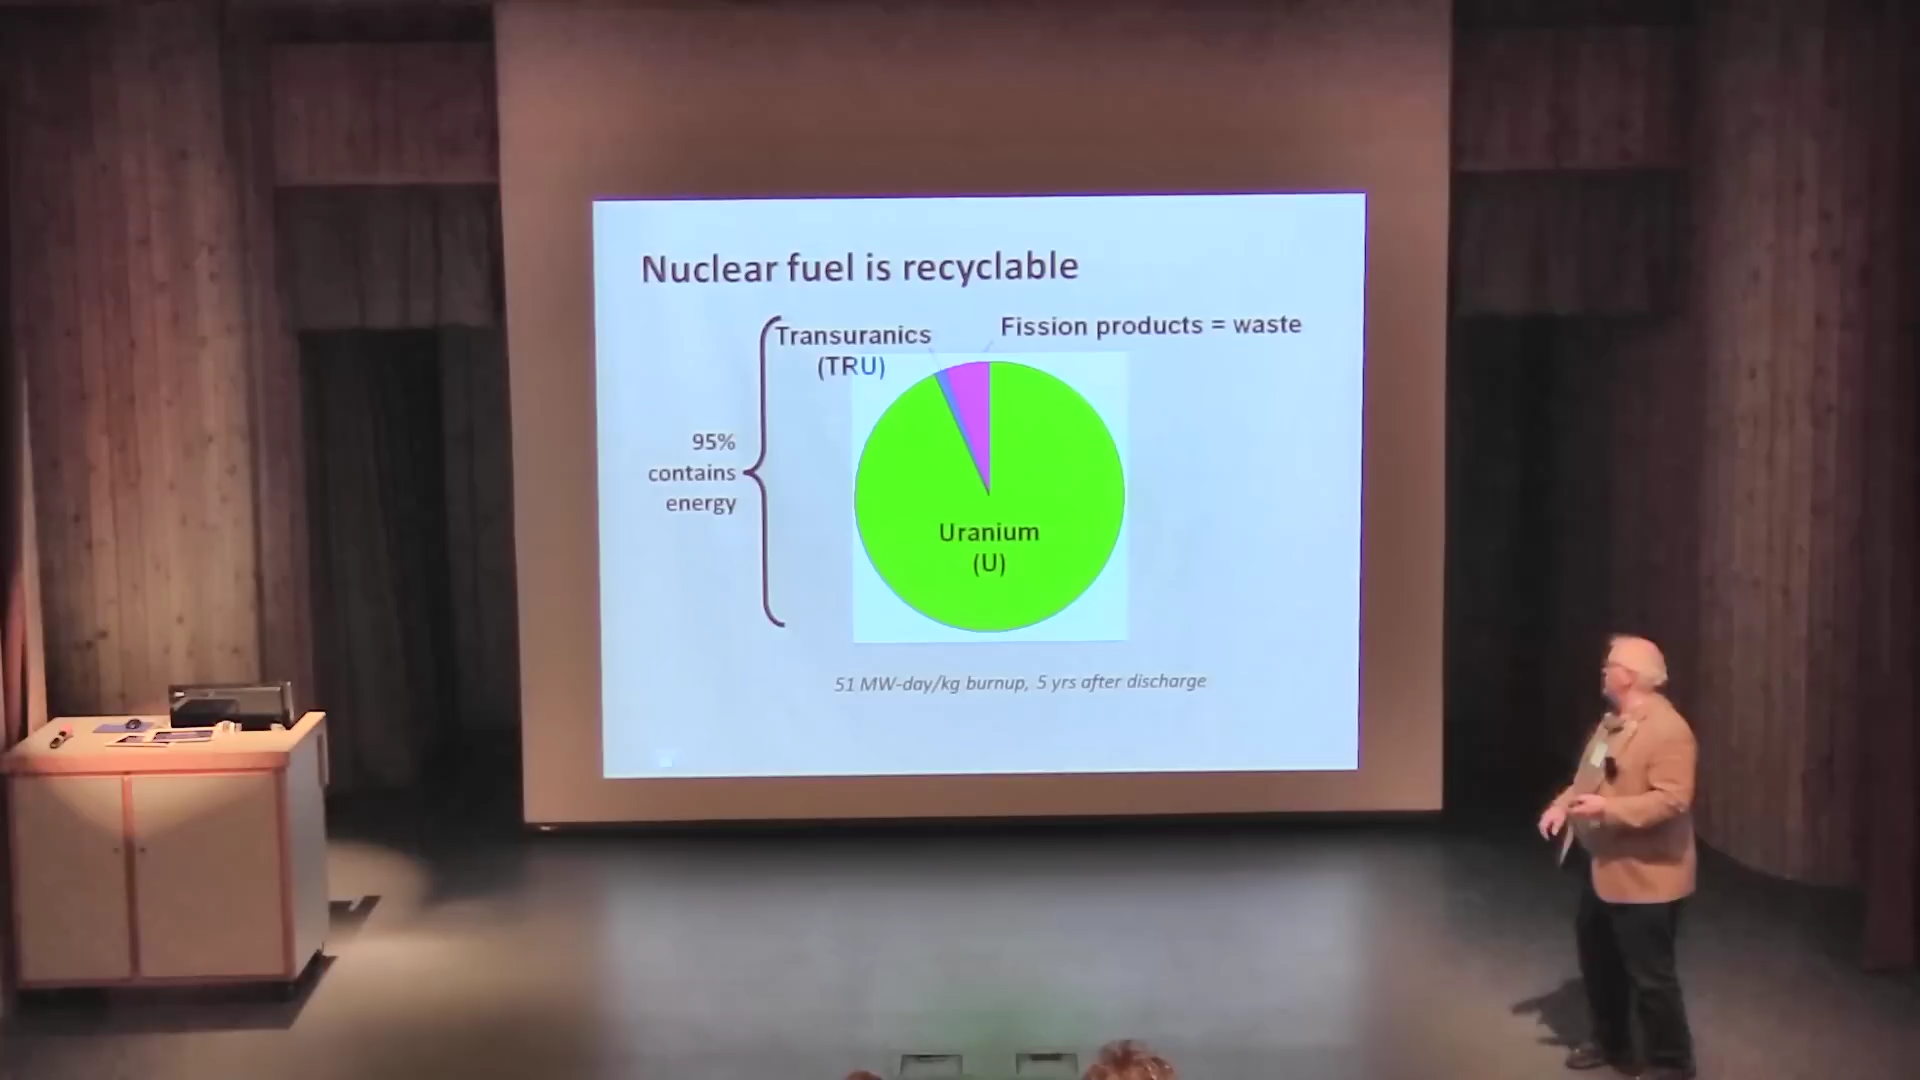 Nuclear fuel is recyclable
Transuranics
(TRU)
Fission products = waste
95%
contains
energy
Uranium
(U)
51 MW-day/kg burnup, 5 yrs after discharge